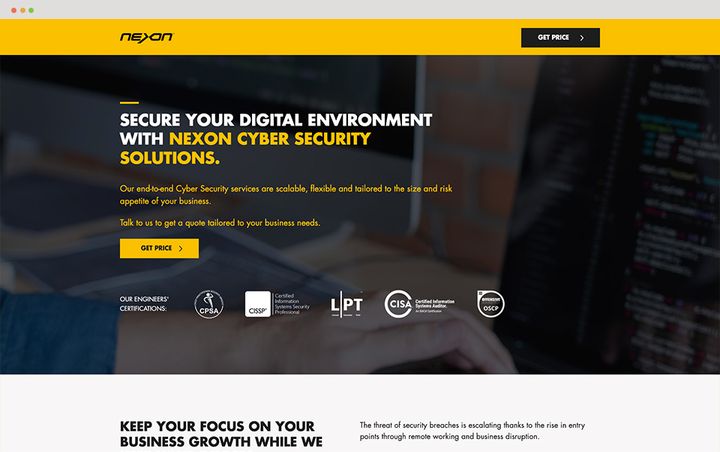 nexon
GET PRICE
SECURE YOUR DIGITAL ENVIRONMENT
WITH NEXON CYBER SECURITY
SOLUTIONS.
Our end-to-end Cyber Security services are scalable, flexible and tailored to the size and risk
appetite of your business.
Talk to us to get a quote tailored to your business needs.
GET PRICE
OUR ENGINEERS'
CERTIFICATIONS:
CPSA
CISSP
Certified
Information
Systems Security
Professional
LPT
CISA
Certified Information
Systems Auditor.
An ISACA Certification
OFFENSIVE
OSCP
KEEP YOUR FOCUS ON YOUR
BUSINESS GROWTH WHILE WE
The threat of security breaches is escalating thanks to the rise in entry
points through remote working and business disruption.